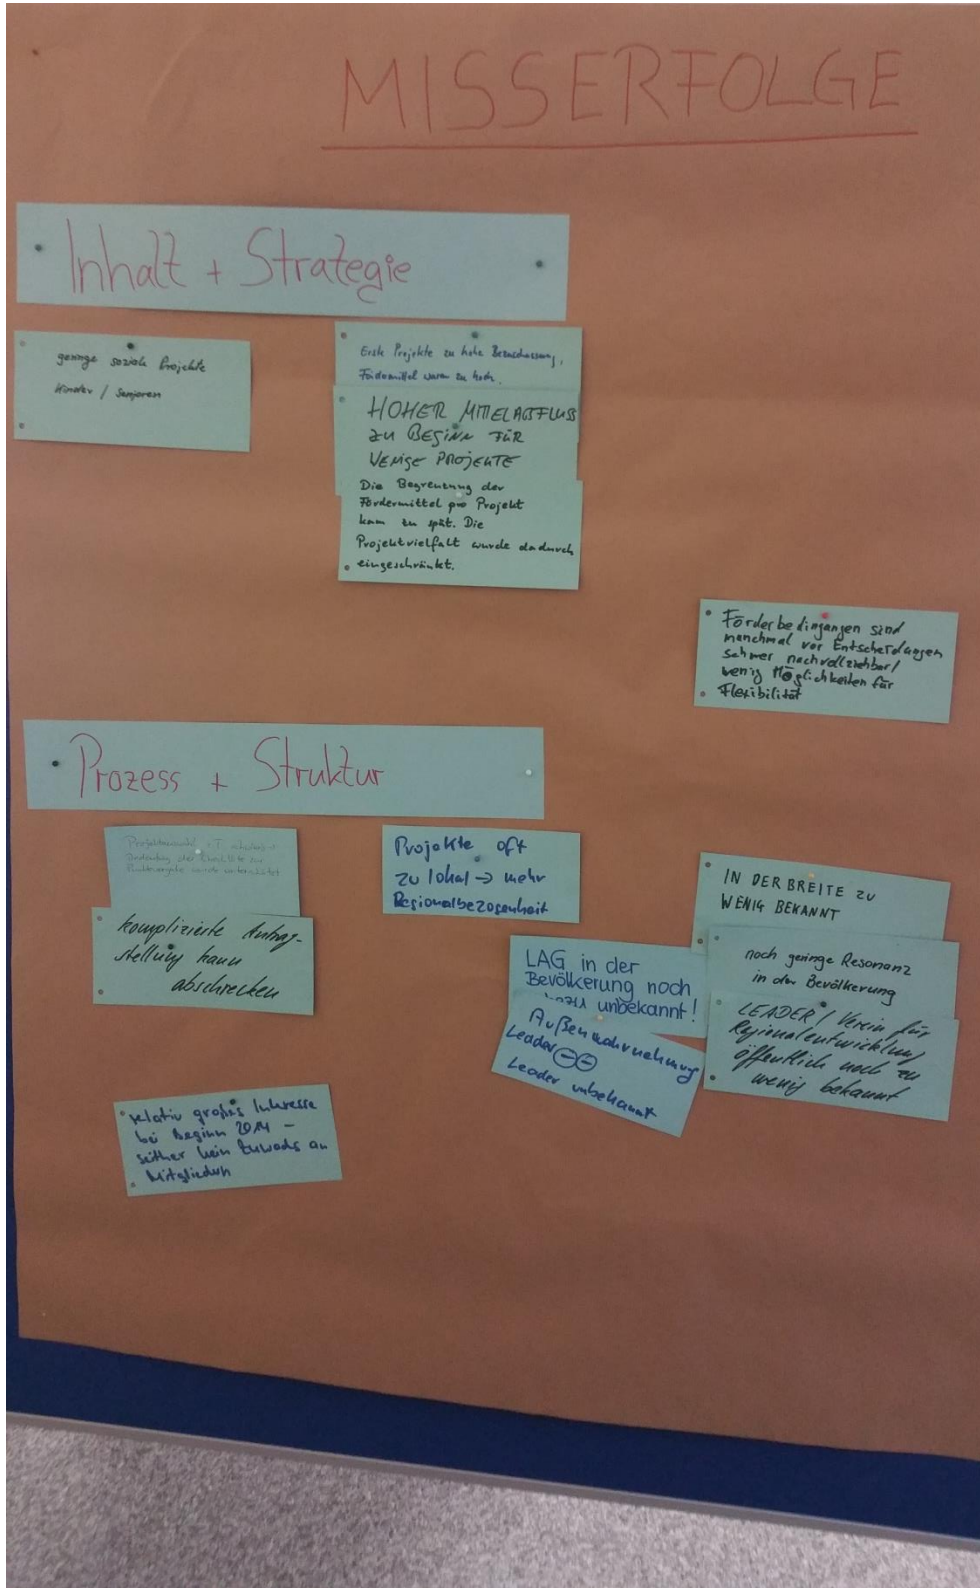 MISSERFOLGE
Inhalt + Strategie
geringe soziale Projekte
Kinder / Senioren
Erste Projekte zu hohe Bezuschussung,
Fördermittel waren zu hoch.
HOHER MITTELABFLUSS
ZU BEGINN FÜR
WENIGE PROJEKTE
Die Begrenzung der
Fördermittel pro Projekt
kam zu spät. Die
Projektvielfalt wurde dadurch
eingeschränkt.
Förderbedingungen sind
manchmal vor Entscheidungen
schwer nachvollziehbar/
wenig Möglichkeiten für
Flexibilität
Prozess + Struktur
Projektauswahl z.T.
oder
wurde
komplizierte Antrag-
stellung kann
abschrecken
Projekte oft
zu lokal → mehr
Regionalbezogenheit
LAG in der
Bevölkerung noch
unbekannt!
Außenwahrnehmung
Leader ⊖⊖
Leader unbekannt
IN DER BREITE ZU
WENIG BEKANNT
noch geringe Resonanz
in der Bevölkerung
LEADER / Verein für
Regionalentwicklung
öffentlich noch zu
wenig bekannt
relativ großes Interesse
bei Beginn 2014 –
seither kein Zuwachs an
Mitgliedern